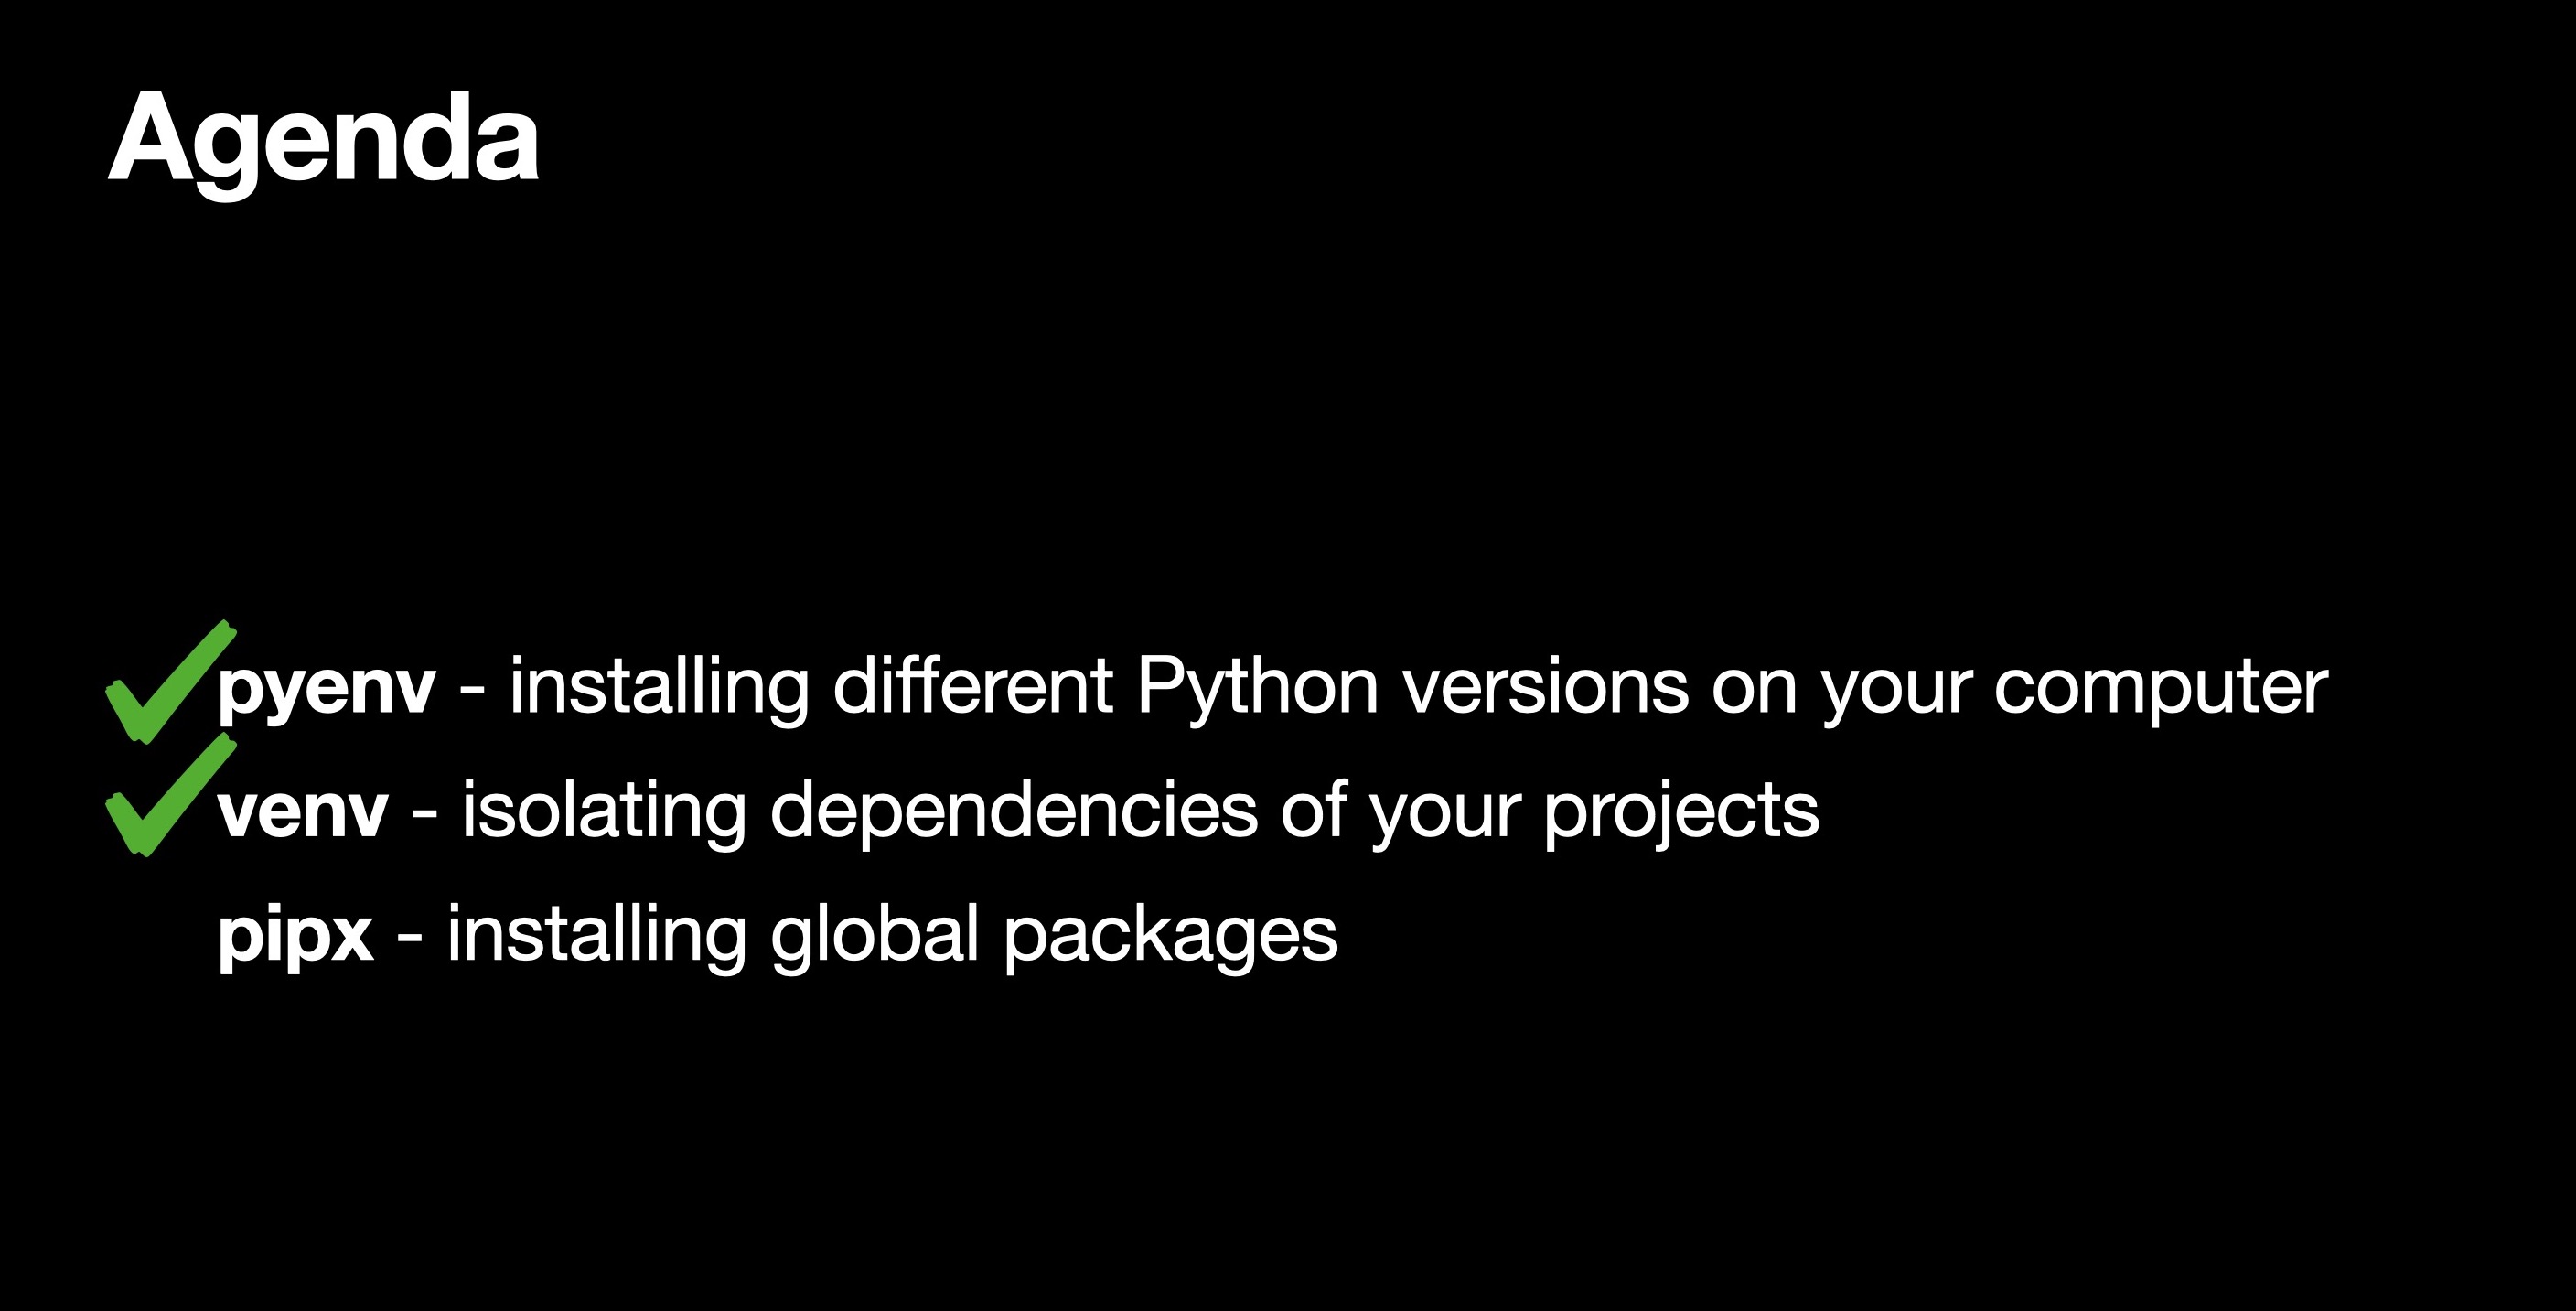 Agenda
pyenv - installing different Python versions on your computer
venv - isolating dependencies of your projects
pipx - installing global packages